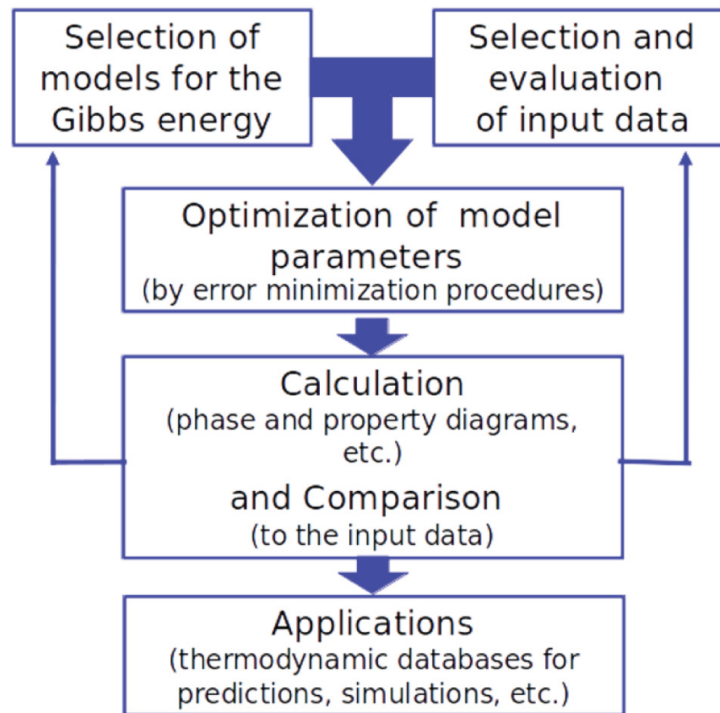 Selection of
models for the
Gibbs energy
Selection and
evaluation
of input data
Optimization of model
parameters
(by error minimization procedures)
Calculation
(phase and property diagrams,
etc.)
and Comparison
(to the input data)
Applications
(thermodynamic databases for
predictions, simulations, etc.)